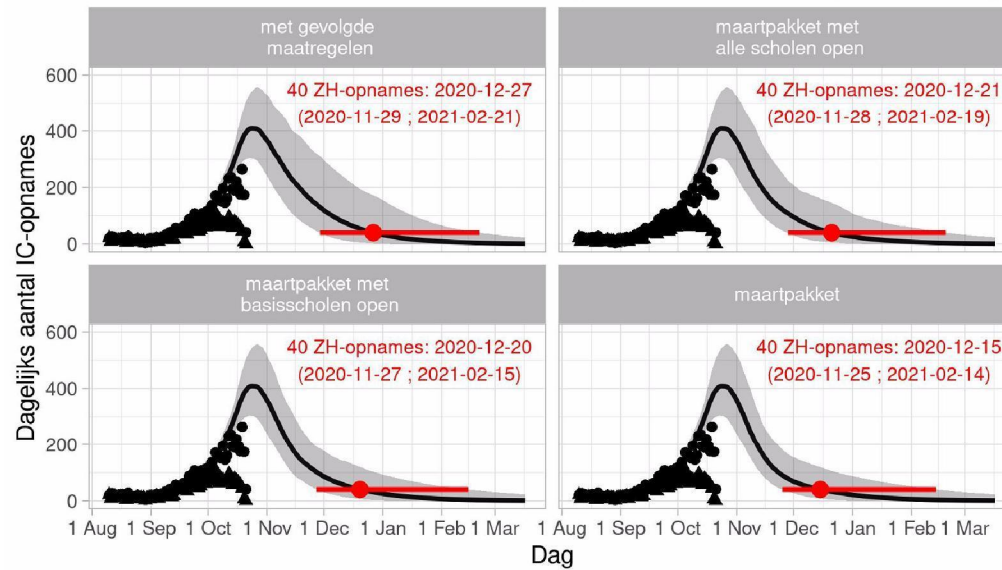 met gevolgde
maatregelen
maartpakket met
alle scholen open
600
40 ZH-opnames: 2020-12-27
(2020-11-29 ; 2021-02-21)
40 ZH-opnames: 2020-12-21
(2020-11-28 ; 2021-02-19)
400
200
0
Dagelijks aantal IC-opnames
maartpakket met
basisscholen open
maartpakket
600
40 ZH-opnames: 2020-12-20
(2020-11-27 ; 2021-02-15)
40 ZH-opnames: 2020-12-15
(2020-11-25 ; 2021-02-14)
400
200
0
1 Aug 1 Sep 1 Oct 1 Nov 1 Dec 1 Jan 1 Feb 1 Mar
1 Aug 1 Sep 1 Oct 1 Nov 1 Dec 1 Jan 1 Feb 1 Mar
Dag